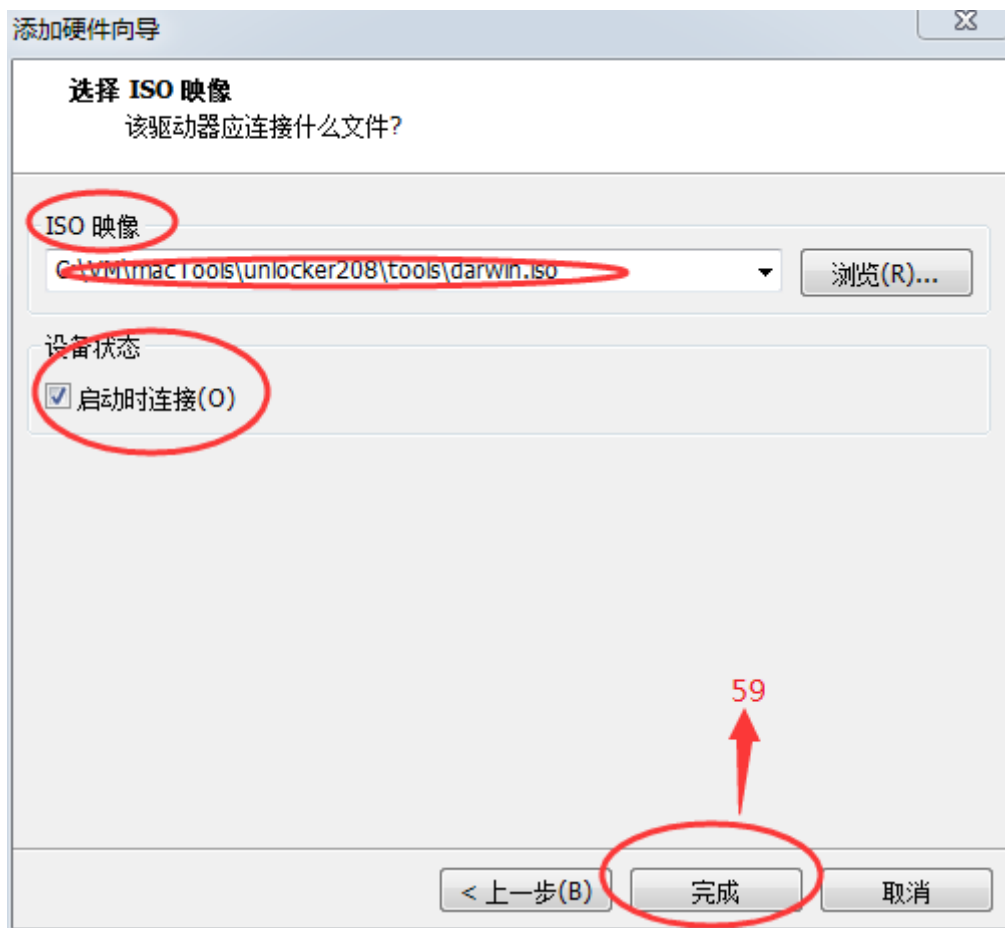 添加硬件向导
选择 ISO 映像
该驱动器应连接什么文件?
ISO 映像
C:\VM\macTools\unlocker208\tools\darwin.iso
浏览(R)...
设备状态
启动时连接(O)
59
< 上一步(B)
完成
取消